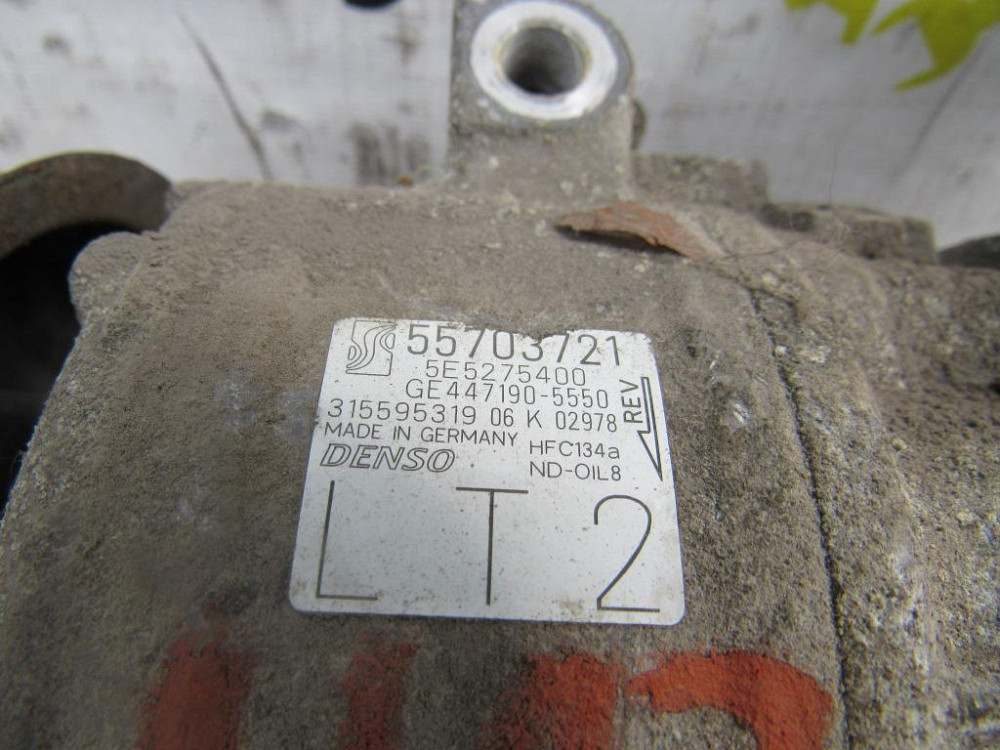 55703721
5E5275400
GE447190-5550
315595319 06 K 02978
REV
MADE IN GERMANY HFC134a
DENSO ND-OIL8
LT2